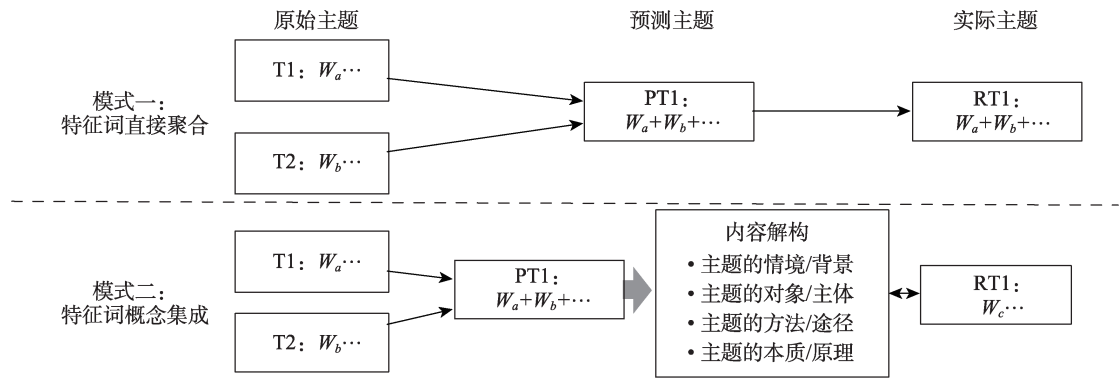 原始主题
预测主题
实际主题
模式一：
特征词直接聚合
T1：Wa…
T2：Wb…
PT1：
Wa+Wb+…
RT1：
Wa+Wb+…
模式二：
特征词概念集成
T1：Wa…
T2：Wb…
PT1：
Wa+Wb+…
内容解构
• 主题的情境/背景
• 主题的对象/主体
• 主题的方法/途径
• 主题的本质/原理
RT1：
Wc…